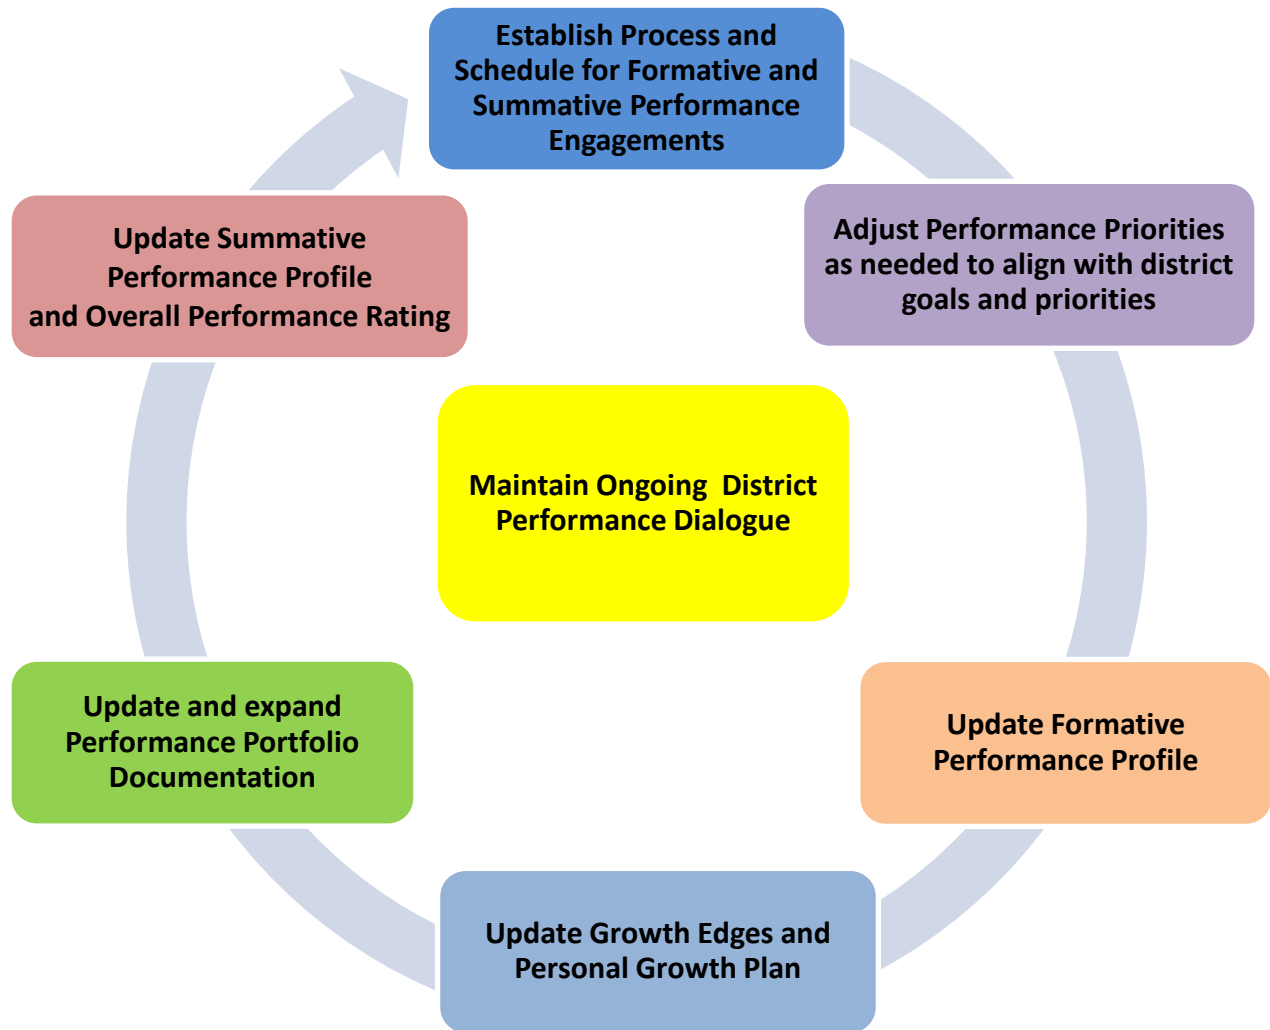 Establish Process and
Schedule for Formative and
Summative Performance
Engagements
Adjust Performance Priorities
as needed to align with district
goals and priorities
Update Formative
Performance Profile
Update Growth Edges and
Personal Growth Plan
Update and expand
Performance Portfolio
Documentation
Update Summative
Performance Profile
and Overall Performance Rating
Maintain Ongoing  District
Performance Dialogue